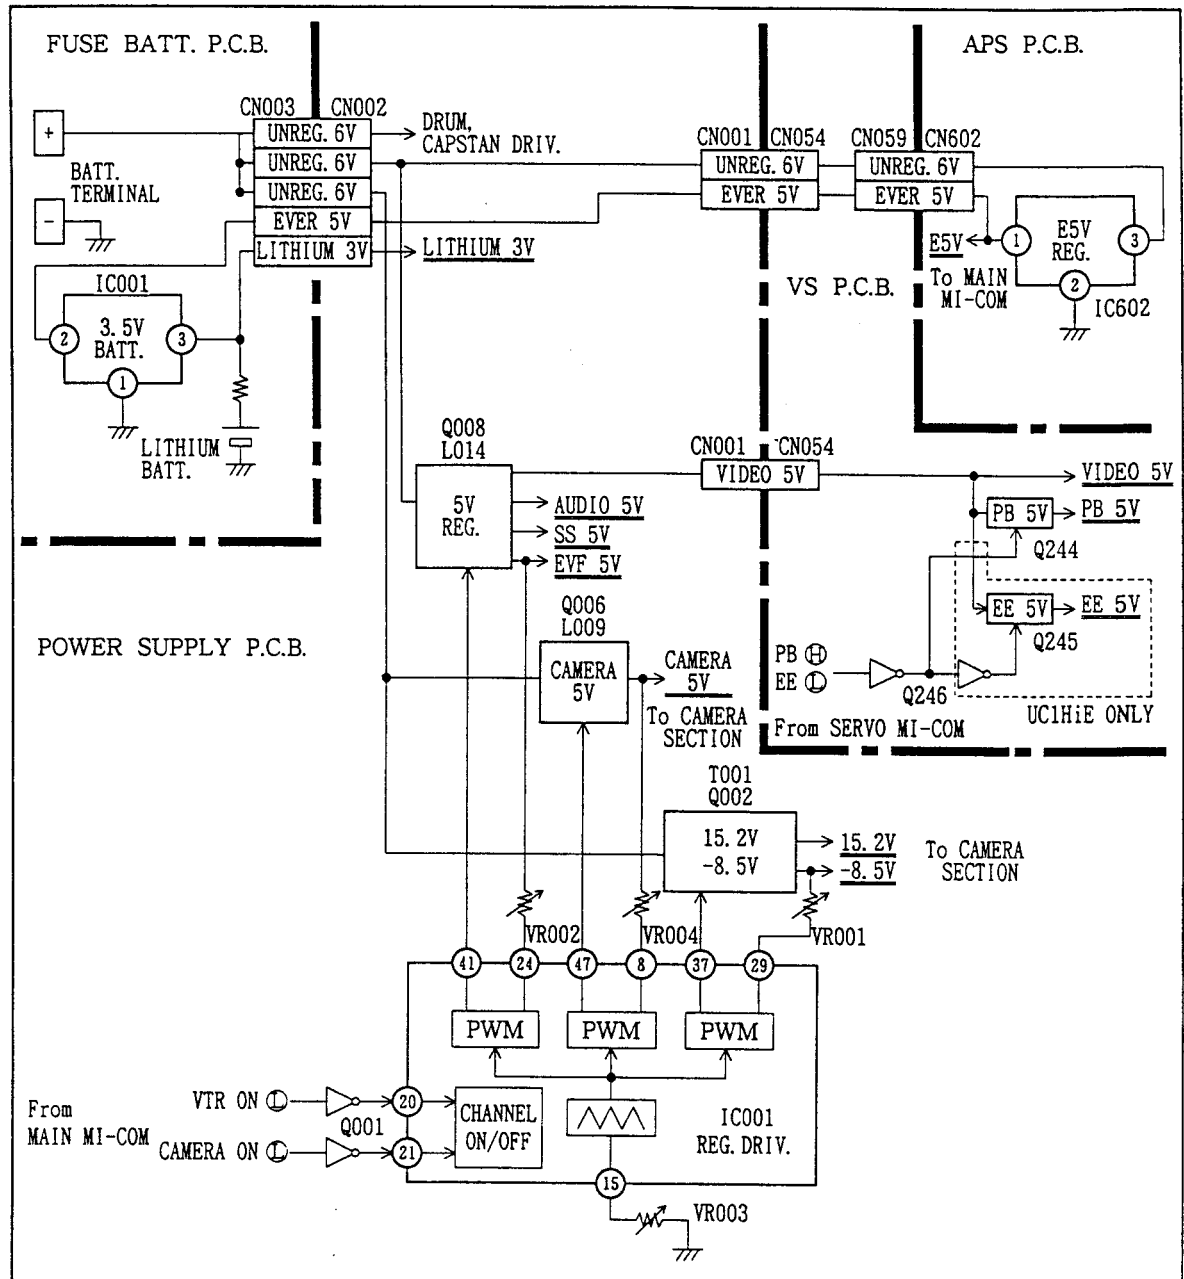 FUSE BATT. P.C.B.
APS P.C.B.
CN003 CN002
+
UNREG. 6V
DRUM,
CAPSTAN DRIV.
UNREG. 6V
UNREG. 6V
EVER 5V
LITHIUM 3V
LITHIUM 3V
BATT.
TERMINAL
-
CN001 CN054
UNREG. 6V
EVER 5V
CN059 CN602
UNREG. 6V
EVER 5V
E5V
1
E5V
REG.
3
2
IC602
To MAIN
MI-COM
VS P.C.B.
IC001
2
3.5V
BATT.
3
1
LITHIUM
BATT.
Q008
L014
5V
REG.
AUDIO 5V
SS 5V
EVF 5V
CN001 CN054
VIDEO 5V
VIDEO 5V
PB 5V
PB 5V
Q244
EE 5V
EE 5V
Q245
PB H
EE L
Q246
UC1HiE ONLY
From SERVO MI-COM
POWER SUPPLY P.C.B.
Q006
L009
CAMERA
5V
CAMERA
5V
To CAMERA
SECTION
T001
Q002
15.2V
-8.5V
15.2V
-8.5V
To CAMERA
SECTION
VR002
VR004
VR001
41
24
47
8
37
29
PWM
PWM
PWM
From
MAIN MI-COM
VTR ON L
20
Q001
CAMERA ON L
21
CHANNEL
ON/OFF
IC001
REG. DRIV.
15
VR003